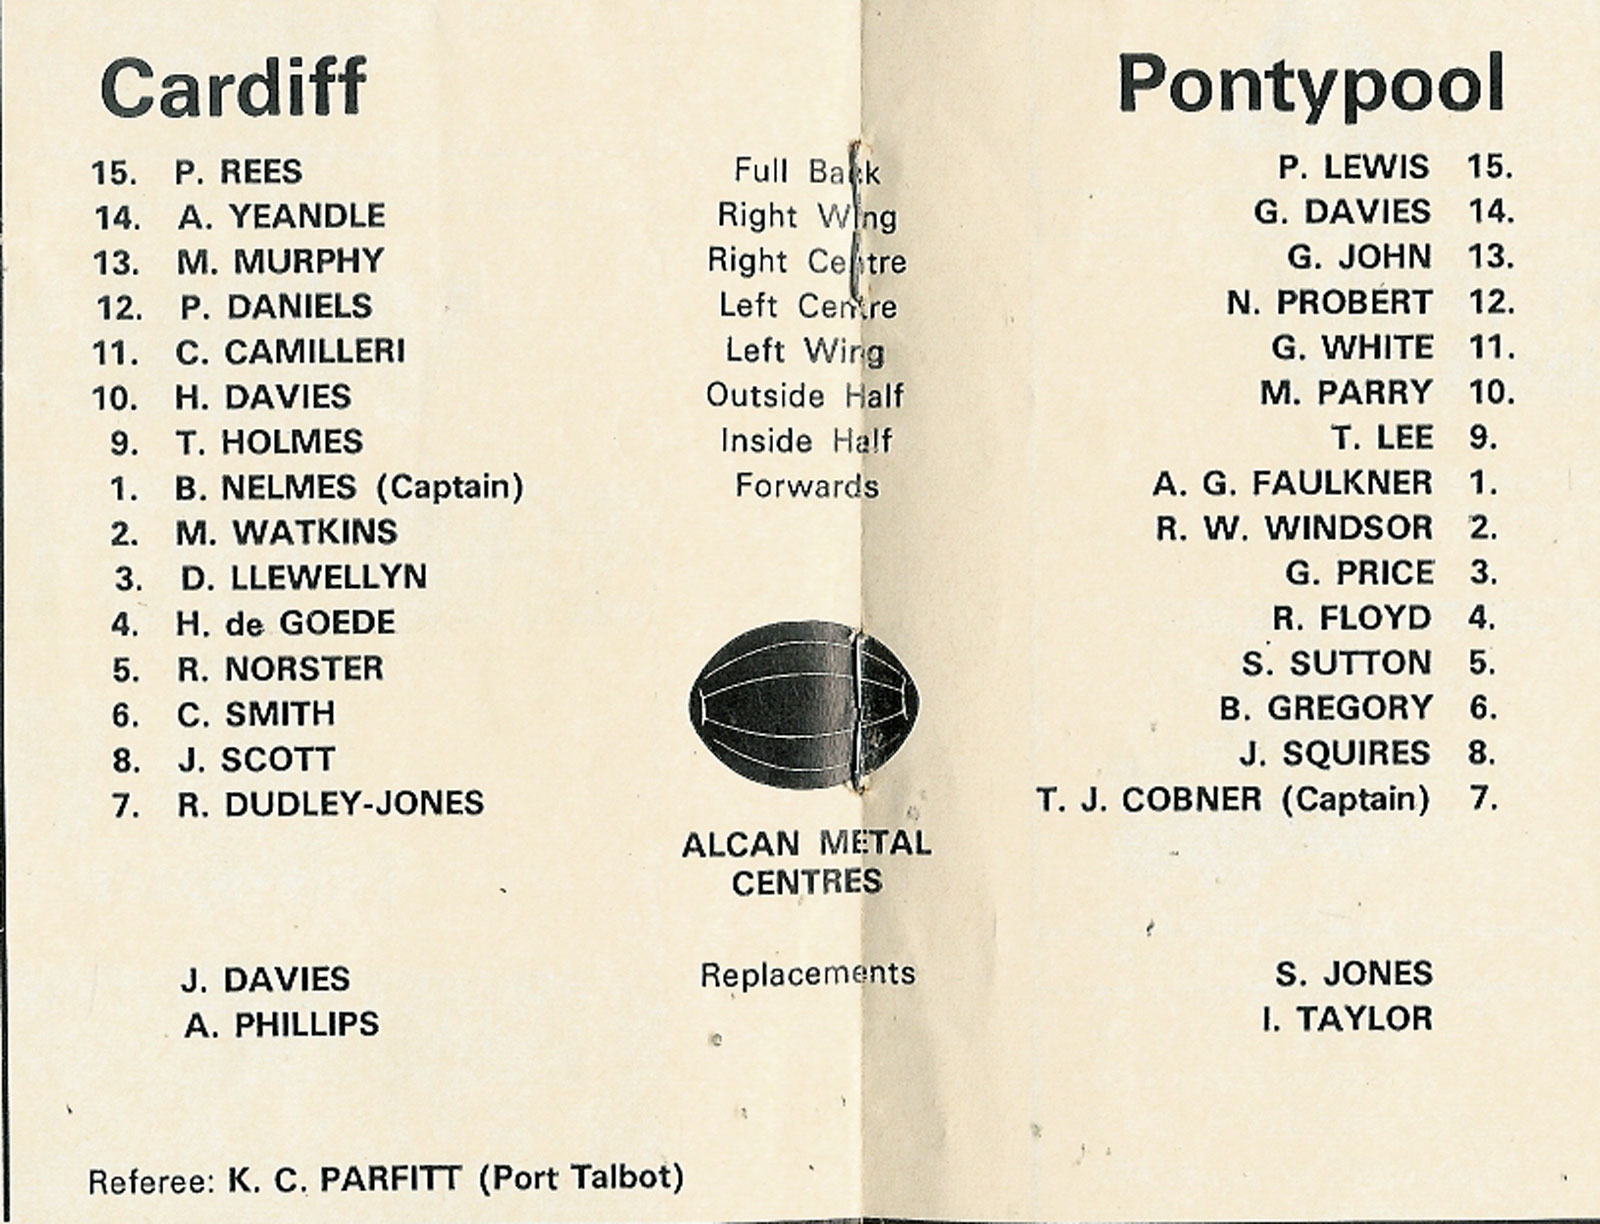 Cardiff Pontypool
15. P. REES Full Back P. LEWIS 15.
14. A. YEANDLE Right Wing G. DAVIES 14.
13. M. MURPHY Right Centre G. JOHN 13.
12. P. DANIELS Left Centre N. PROBERT 12.
11. C. CAMILLERI Left Wing G. WHITE 11.
10. H. DAVIES Outside Half M. PARRY 10.
9. T. HOLMES Inside Half T. LEE 9.
1. B. NELMES (Captain) Forwards A. G. FAULKNER 1.
2. M. WATKINS R. W. WINDSOR 2.
3. D. LLEWELLYN G. PRICE 3.
4. H. de GOEDE R. FLOYD 4.
5. R. NORSTER S. SUTTON 5.
6. C. SMITH B. GREGORY 6.
8. J. SCOTT J. SQUIRES 8.
7. R. DUDLEY-JONES T. J. COBNER (Captain) 7.
ALCAN METAL
CENTRES
J. DAVIES Replacements S. JONES
A. PHILLIPS I. TAYLOR
Referee: K. C. PARFITT (Port Talbot)